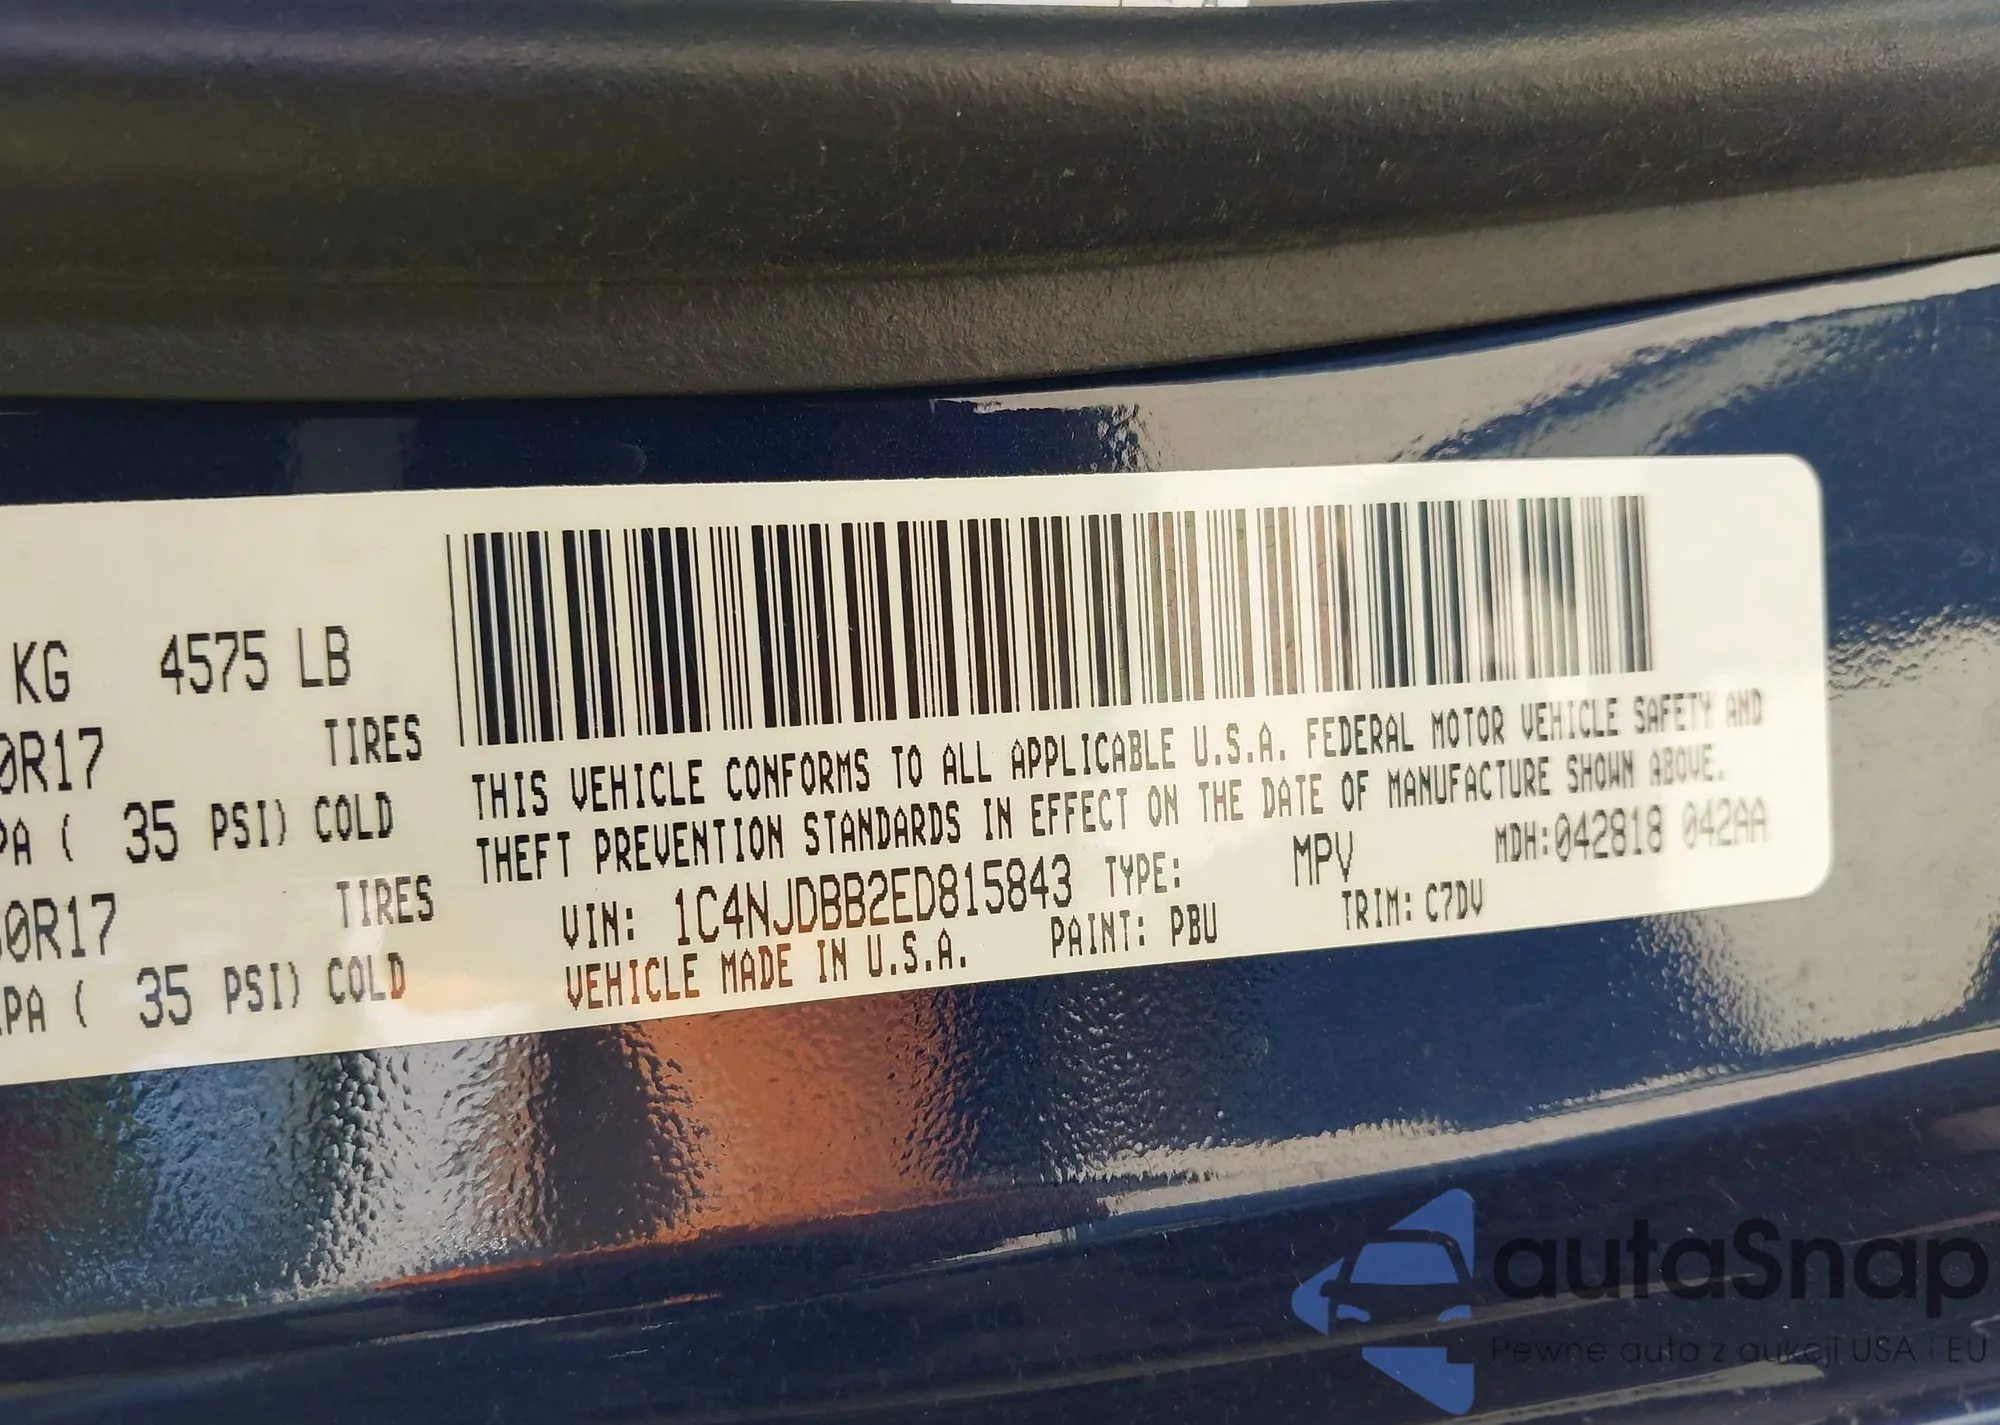 KG 4575 LB
0R17 TIRES
PA ( 35 PSI) COLD
0R17 TIRES
PA ( 35 PSI) COLD
THIS VEHICLE CONFORMS TO ALL APPLICABLE U.S.A. FEDERAL MOTOR VEHICLE SAFETY AND
THEFT PREVENTION STANDARDS IN EFFECT ON THE DATE OF MANUFACTURE SHOWN ABOVE.
MDH:042818 042AA
VIN: 1C4NJDBB2ED815843 TYPE: MPV
VEHICLE MADE IN U.S.A. PAINT: PBU TRIM: C7DV
autaSnap
Pewne auta z aukcji USA i EU